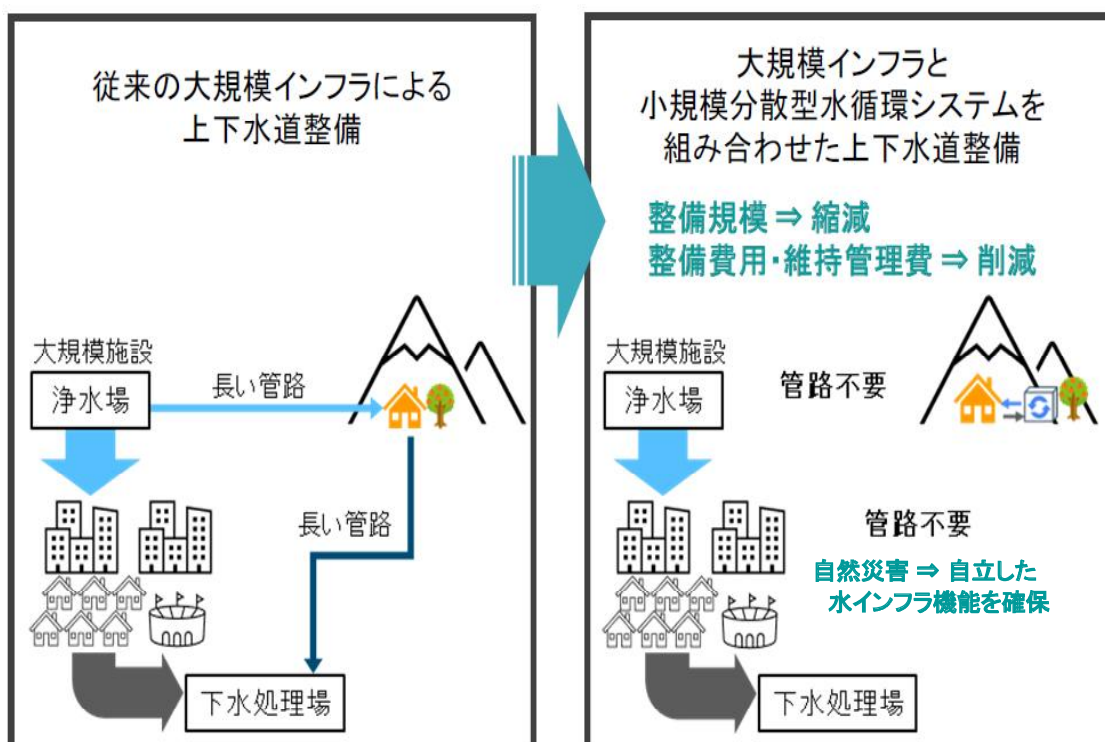 従来の大規模インフラによる
上下水道整備
大規模施設
浄水場
長い管路
長い管路
下水処理場
大規模インフラと
小規模分散型水循環システムを
組み合わせた上下水道整備
整備規模 ⇒ 縮減
整備費用・維持管理費 ⇒ 削減
大規模施設
浄水場
管路不要
管路不要
自然災害 ⇒ 自立した
水インフラ機能を確保
下水処理場